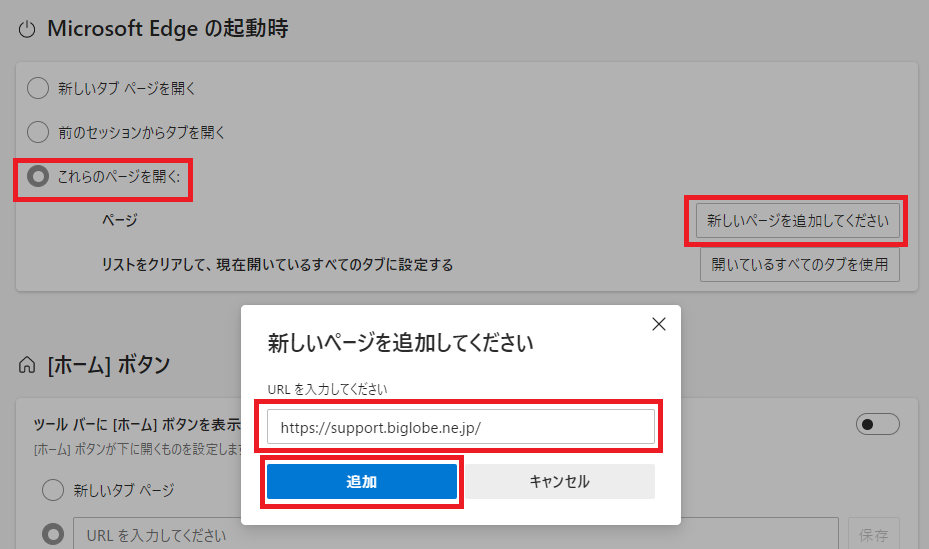 Microsoft Edge の起動時
新しいタブ ページを開く
前のセッションからタブを開く
これらのページを開く:
ページ
新しいページを追加してください
リストをクリアして、現在開いているすべてのタブに設定する
開いているすべてのタブを使用
新しいページを追加してください
URL を入力してください
https://support.biglobe.ne.jp/
追加
キャンセル
[ホーム] ボタン
ツール バーに [ホーム] ボタンを表示
[ホーム] ボタンが下に開くものを設定しま
新しいタブ ページ
URL を入力してください
保存